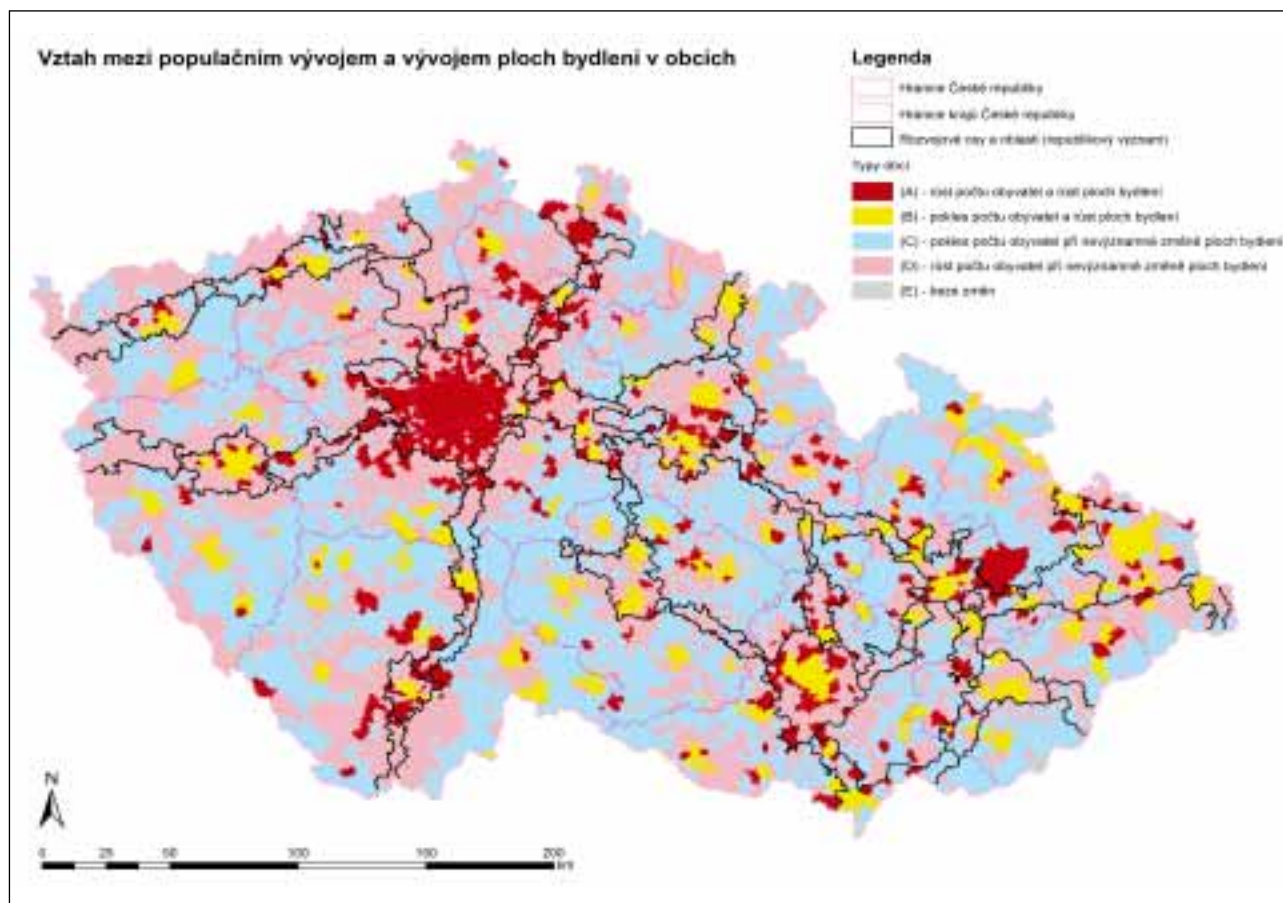 Vztah mezi populačním vývojem a vývojem ploch bydlení v obcích
Legenda
Hranice České republiky
Hranice krajů České republiky
Rozvojové osy a oblasti (republikový význam)
Typy obcí
(A) - růst počtu obyvatel a růst ploch bydlení
(B) - pokles počtu obyvatel a růst ploch bydlení
(C) - pokles počtu obyvatel při nevýznamné změně ploch bydlení
(D) - růst počtu obyvatel při nevýznamné změně ploch bydlení
(E) - beze změn
N
0 25 50 100 150 200
km